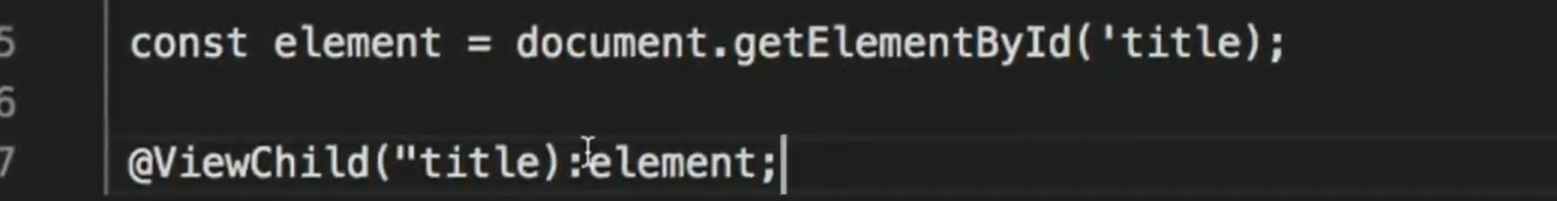 5 const element = document.getElementById('title);
6
7 @ViewChild("title):element;